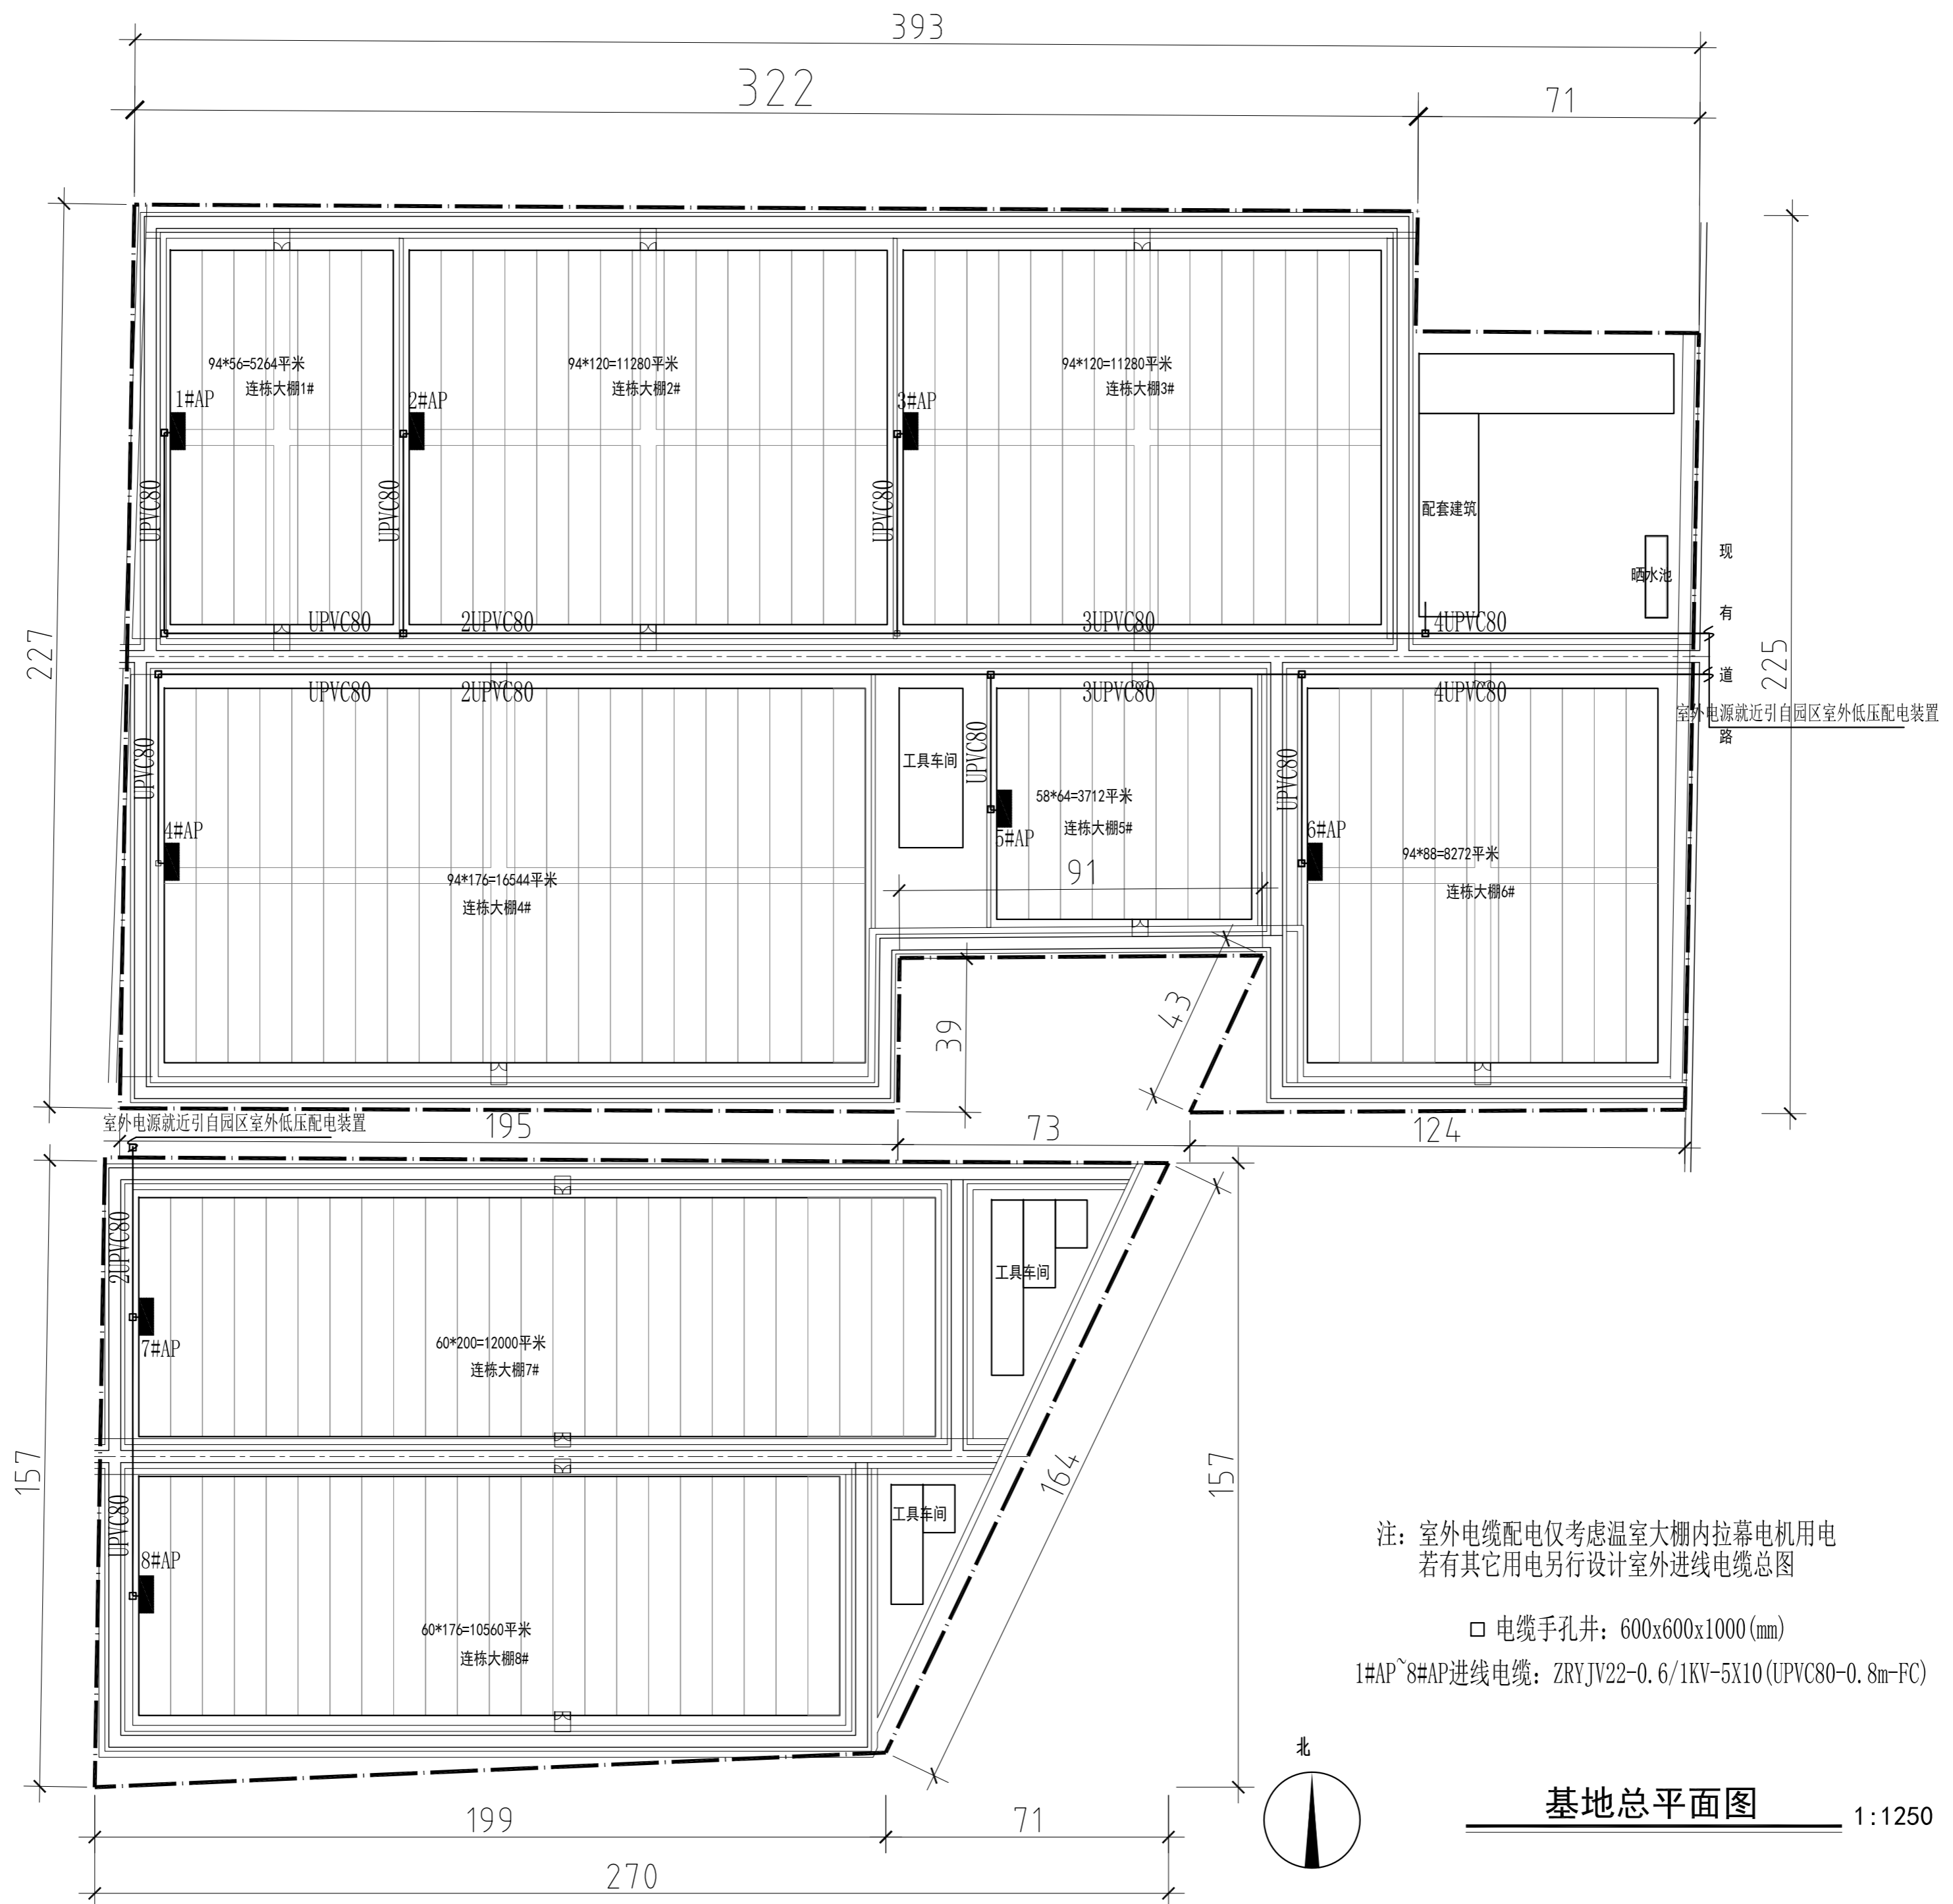 393
322
71
94*56=5264平米
连栋大棚1#
94*120=11280平米
连栋大棚2#
94*120=11280平米
连栋大棚3#
1#AP
2#AP
3#AP
UPVC80
UPVC80
UPVC80
配套建筑
晒水池
现有道路
227
225
UPVC80
2UPVC80
3UPVC80
4UPVC80
UPVC80
2UPVC80
3UPVC80
4UPVC80
室外电源就近引自园区室外低压配电装置
UPVC80
工具车间
UPVC80
UPVC80
58*64=3712平米
连栋大棚5#
4#AP
5#AP
6#AP
94*176=16544平米
连栋大棚4#
91
94*88=8272平米
连栋大棚6#
39
43
室外电源就近引自园区室外低压配电装置
195
73
124
2UPVC80
工具车间
7#AP
60*200=12000平米
连栋大棚7#
157
164
157
UPVC80
工具车间
8#AP
60*176=10560平米
连栋大棚8#
注：室外电缆配电仅考虑温室大棚内拉幕电机用电
若有其它用电另行设计室外进线电缆总图
电缆手孔井：600x600x1000(mm)
1#AP~8#AP进线电缆：ZRYJV22-0.6/1KV-5X10(UPVC80-0.8m-FC)
北
基地总平面图
1:1250
199
71
270